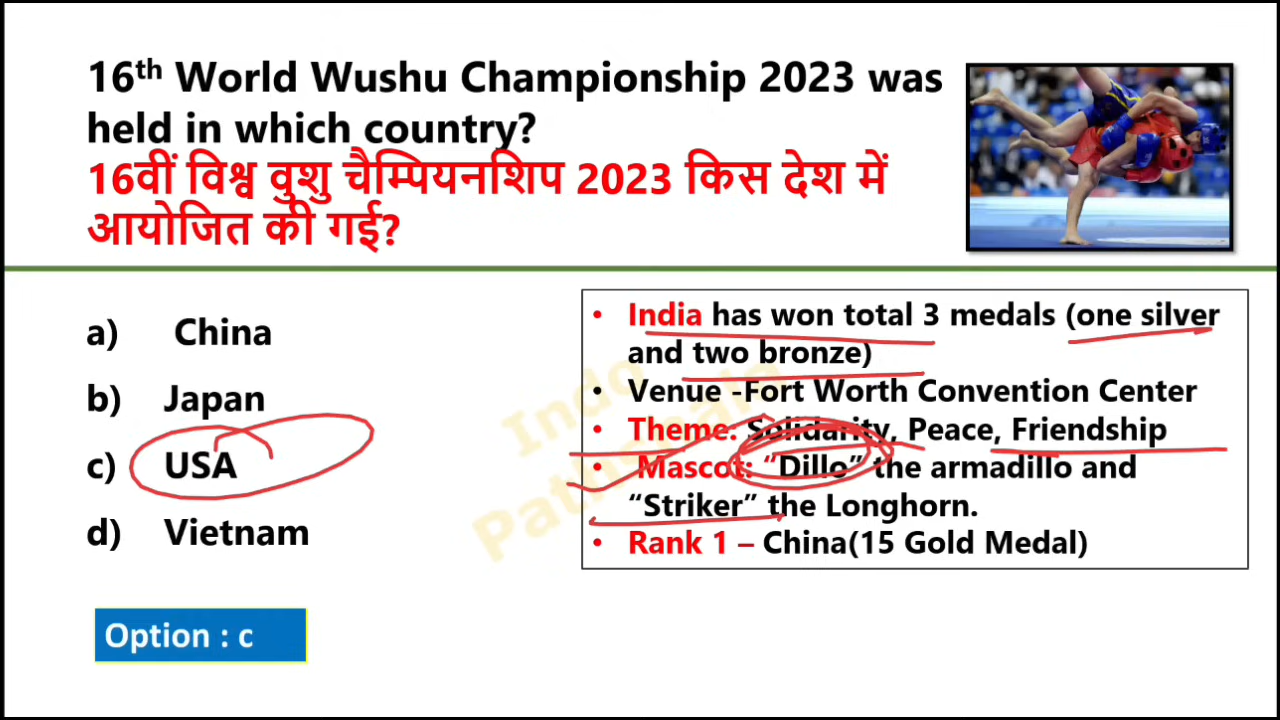 16th World Wushu Championship 2023 was
held in which country?
16वीं विश्व वुशु चैम्पियनशिप 2023 किस देश में
आयोजित की गई?
a) China
b) Japan
c) USA
d) Vietnam
Option : c
• India has won total 3 medals (one silver
and two bronze)
• Venue -Fort Worth Convention Center
• Theme: Solidarity, Peace, Friendship
• Mascot: “Dillo” the armadillo and
“Striker” the Longhorn.
• Rank 1 – China(15 Gold Medal)
Indo
Pathshala